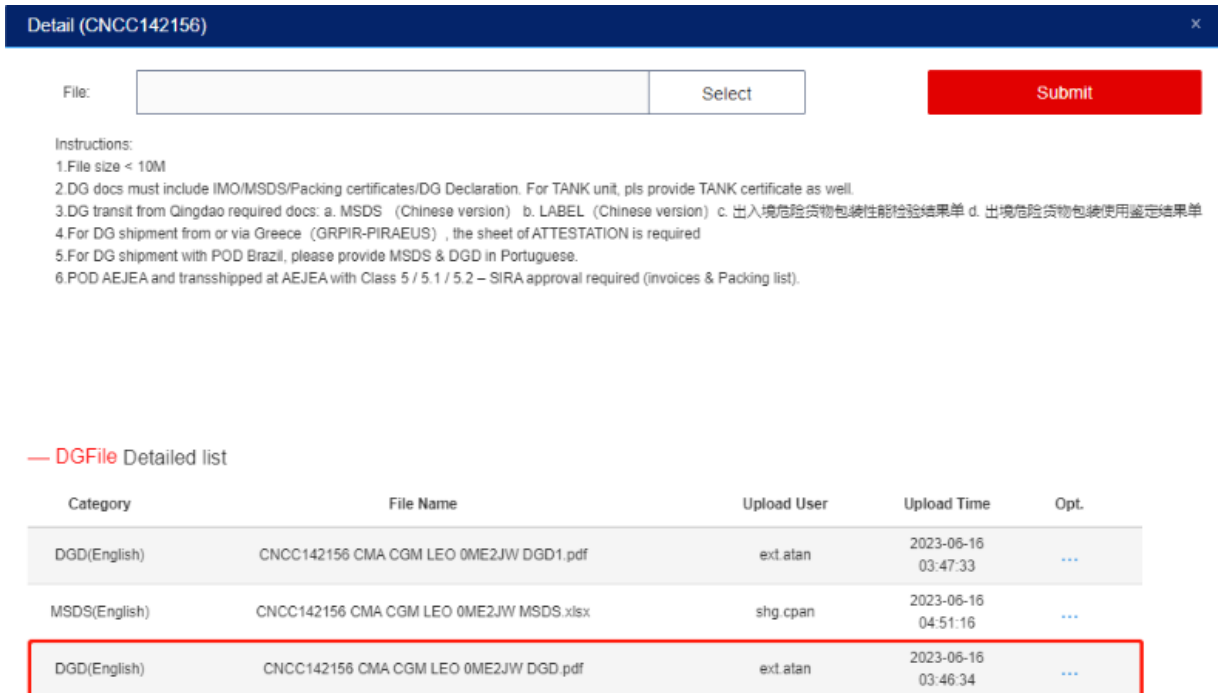 Detail (CNCC142156) ×
File: Select Submit
Instructions:
1.File size < 10M
2.DG docs must include IMO/MSDS/Packing certificates/DG Declaration. For TANK unit, pls provide TANK certificate as well.
3.DG transit from Qingdao required docs: a. MSDS （Chinese version） b. LABEL（Chinese version）c. 出入境危险货物包装性能检验结果单 d. 出境危险货物包装使用鉴定结果单
4.For DG shipment from or via Greece（GRPIR-PIRAEUS）, the sheet of ATTESTATION is required
5.For DG shipment with POD Brazil, please provide MSDS & DGD in Portuguese.
6.POD AEJEA and transshipped at AEJEA with Class 5 / 5.1 / 5.2 – SIRA approval required (invoices & Packing list).
— DGFile Detailed list
Category File Name Upload User Upload Time Opt.
DGD(English) CNCC142156 CMA CGM LEO 0ME2JW DGD1.pdf ext.atan 2023-06-16 03:47:33 ...
MSDS(English) CNCC142156 CMA CGM LEO 0ME2JW MSDS.xlsx shg.cpan 2023-06-16 04:51:16 ...
DGD(English) CNCC142156 CMA CGM LEO 0ME2JW DGD.pdf ext.atan 2023-06-16 03:46:34 ...